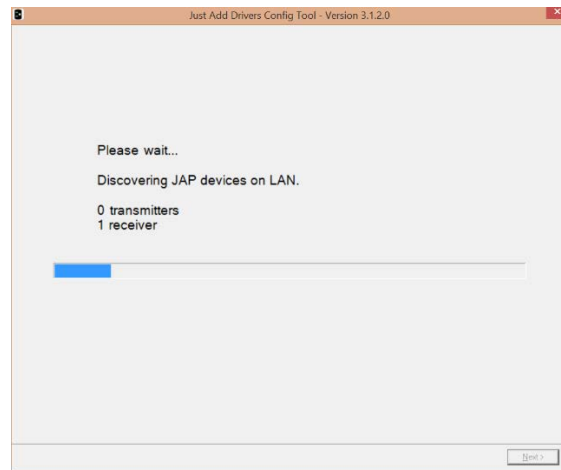 Just Add Drivers Config Tool - Version 3.1.2.0
Please wait...
Discovering JAP devices on LAN.
0 transmitters
1 receiver
Next >